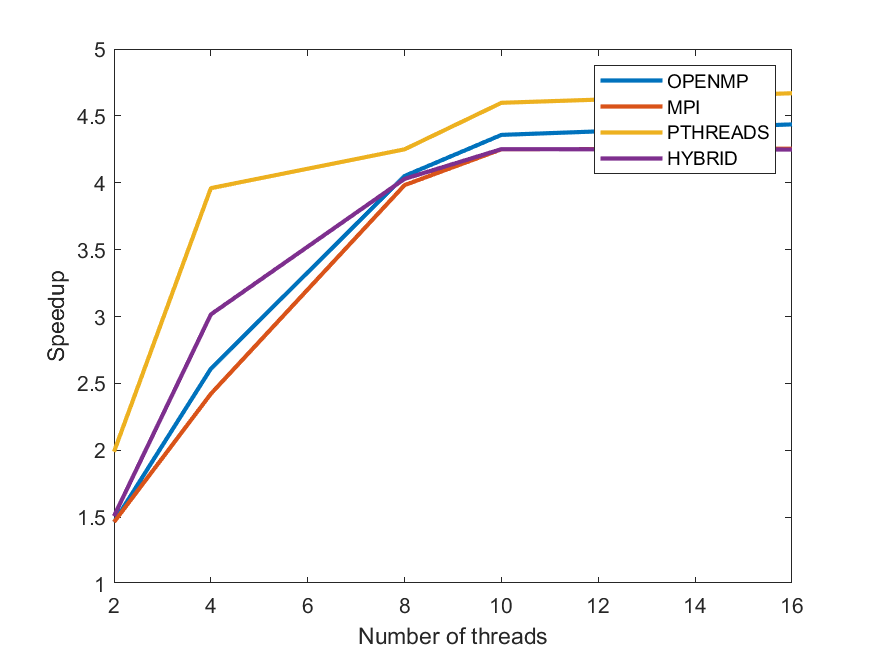 5
4.5
4
3.5
3
2.5
2
1.5
1
Speedup
OPENMP
MPI
PTHREADS
HYBRID
2 4 6 8 10 12 14 16
Number of threads